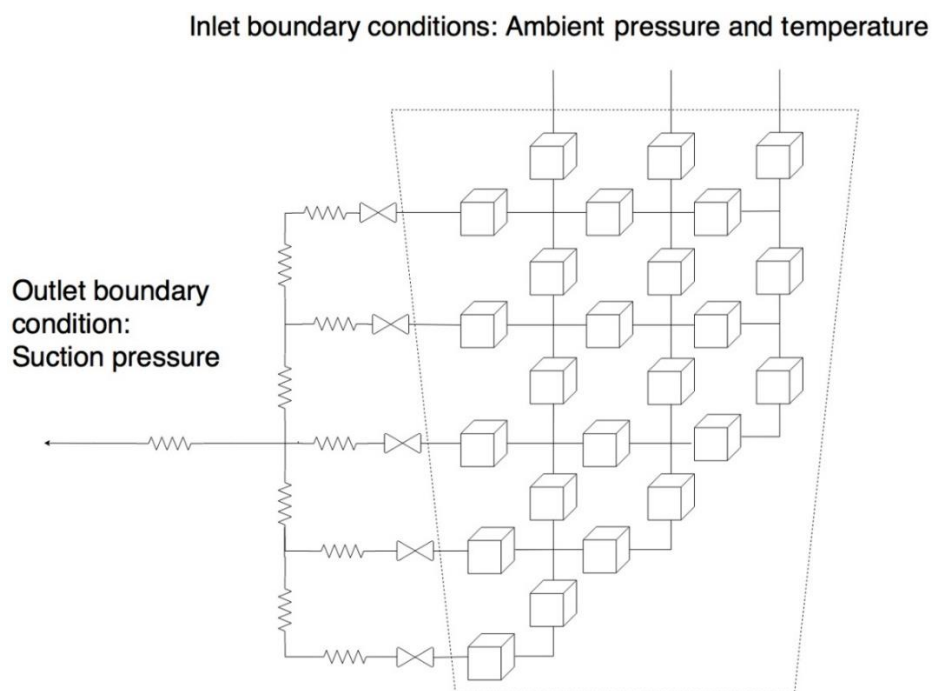 Inlet boundary conditions: Ambient pressure and temperature
Outlet boundary
condition:
Suction pressure